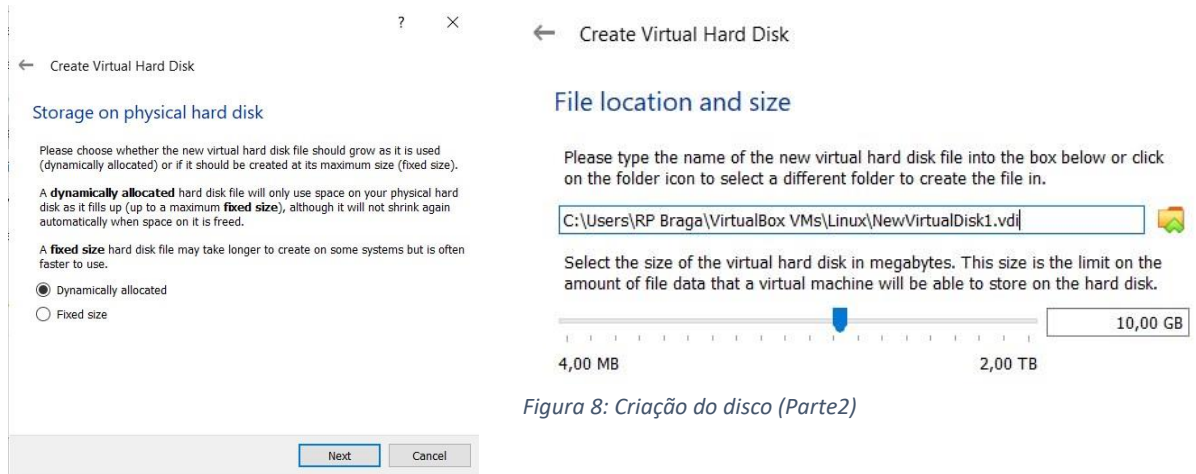 ?
Create Virtual Hard Disk
Storage on physical hard disk
Please choose whether the new virtual hard disk file should grow as it is used
(dynamically allocated) or if it should be created at its maximum size (fixed size).
A dynamically allocated hard disk file will only use space on your physical hard
disk as it fills up (up to a maximum fixed size), although it will not shrink again
automatically when space on it is freed.
A fixed size hard disk file may take longer to create on some systems but is often
faster to use.
Dynamically allocated
Fixed size
Next
Cancel
Create Virtual Hard Disk
File location and size
Please type the name of the new virtual hard disk file into the box below or click
on the folder icon to select a different folder to create the file in.
C:\Users\RP Braga\VirtualBox VMs\Linux\NewVirtualDisk1.vdi
Select the size of the virtual hard disk in megabytes. This size is the limit on the
amount of file data that a virtual machine will be able to store on the hard disk.
10,00 GB
4,00 MB
2,00 TB
Figura 8: Criação do disco (Parte2)